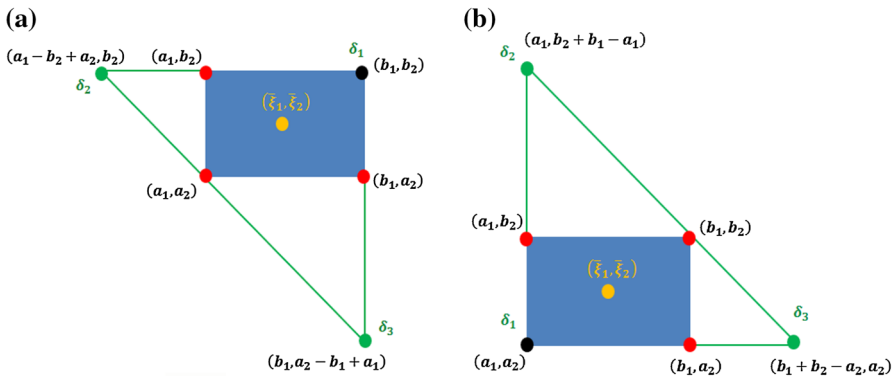 (a)
(a₁ − b₂ + a₂, b₂)
(a₁, b₂)
δ₁
(b₁, b₂)
δ₂
(ξ̅₁, ξ̅₂)
(a₁, a₂)
(b₁, a₂)
δ₃
(b₁, a₂ − b₁ + a₁)
(b)
(a₁, b₂ + b₁ − a₁)
δ₂
(a₁, b₂)
(b₁, b₂)
(ξ̅₁, ξ̅₂)
δ₁
δ₃
(a₁, a₂)
(b₁, a₂)
(b₁ + b₂ − a₂, a₂)